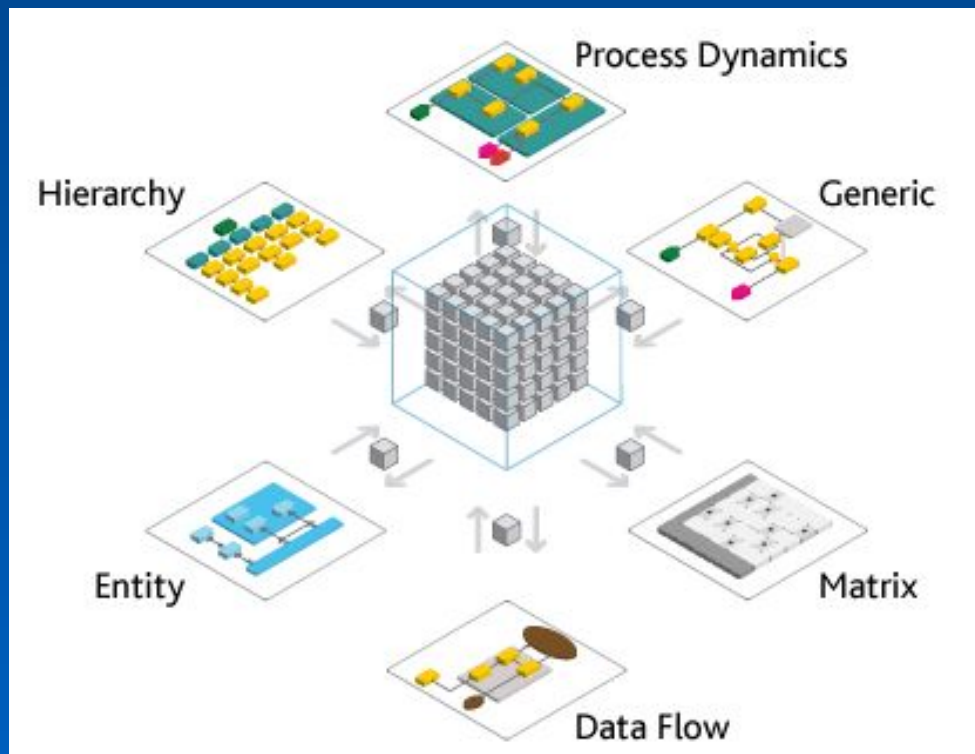 Process Dynamics
Hierarchy
Generic
Entity
Matrix
Data Flow